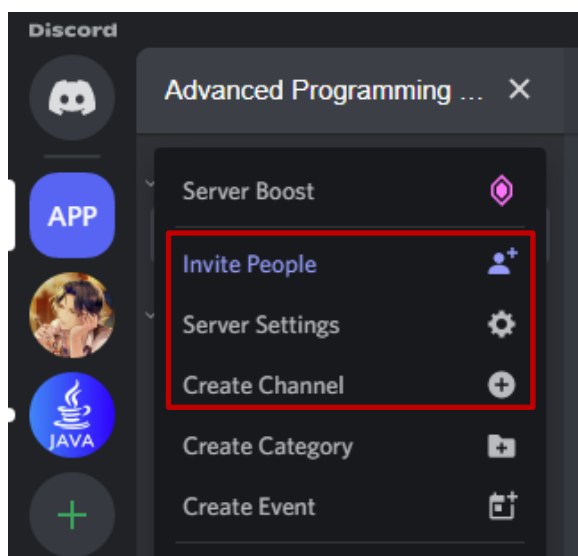 Discord
Advanced Programming ...
APP
Server Boost
Invite People
Server Settings
JAVA
Create Channel
Create Category
Create Event